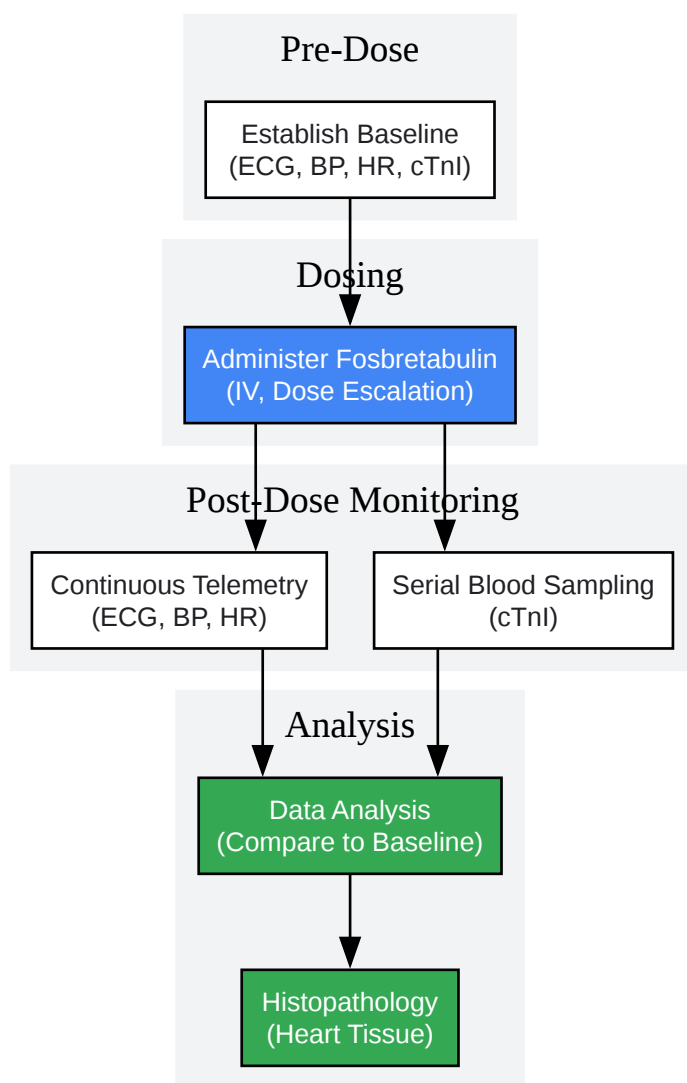 Pre-Dose
Establish Baseline
(ECG, BP, HR, cTnI)
Dosing
Administer Fosbretabulin
(IV, Dose Escalation)
Post-Dose Monitoring
Continuous Telemetry
(ECG, BP, HR)
Serial Blood Sampling
(cTnI)
Analysis
Data Analysis
(Compare to Baseline)
Histopathology
(Heart Tissue)